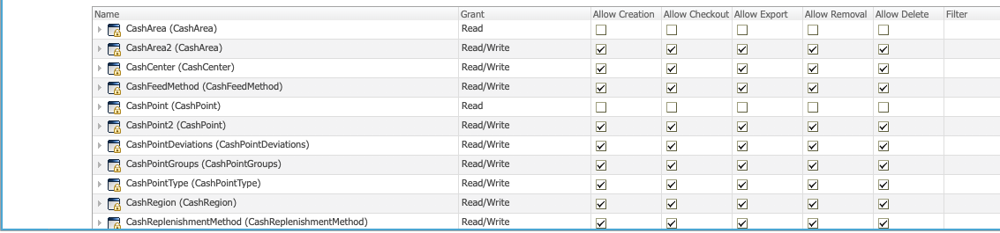 Name Grant Allow Creation Allow Checkout Allow Export Allow Removal Allow Delete Filter
CashArea (CashArea) Read
CashArea2 (CashArea) Read/Write
CashCenter (CashCenter) Read/Write
CashFeedMethod (CashFeedMethod) Read/Write
CashPoint (CashPoint) Read
CashPoint2 (CashPoint) Read/Write
CashPointDeviations (CashPointDeviations) Read/Write
CashPointGroups (CashPointGroups) Read/Write
CashPointType (CashPointType) Read/Write
CashRegion (CashRegion) Read/Write
CashReplenishmentMethod (CashReplenishmentMethod) Read/Write